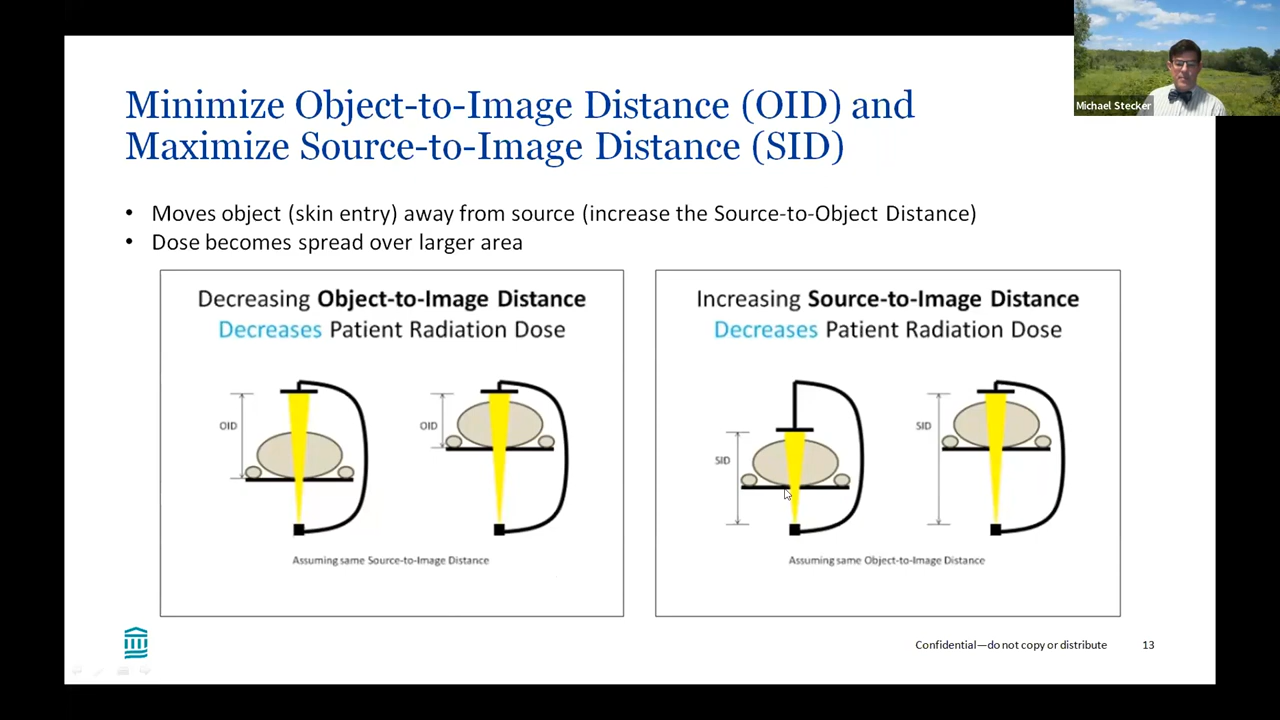 Michael Stecker
Minimize Object-to-Image Distance (OID) and
Maximize Source-to-Image Distance (SID)
• Moves object (skin entry) away from source (increase the Source-to-Object Distance)
• Dose becomes spread over larger area
Decreasing Object-to-Image Distance
Decreases Patient Radiation Dose
OID
OID
Assuming same Source-to-Image Distance
Increasing Source-to-Image Distance
Decreases Patient Radiation Dose
SID
SID
Assuming same Object-to-Image Distance
Confidential—do not copy or distribute
13